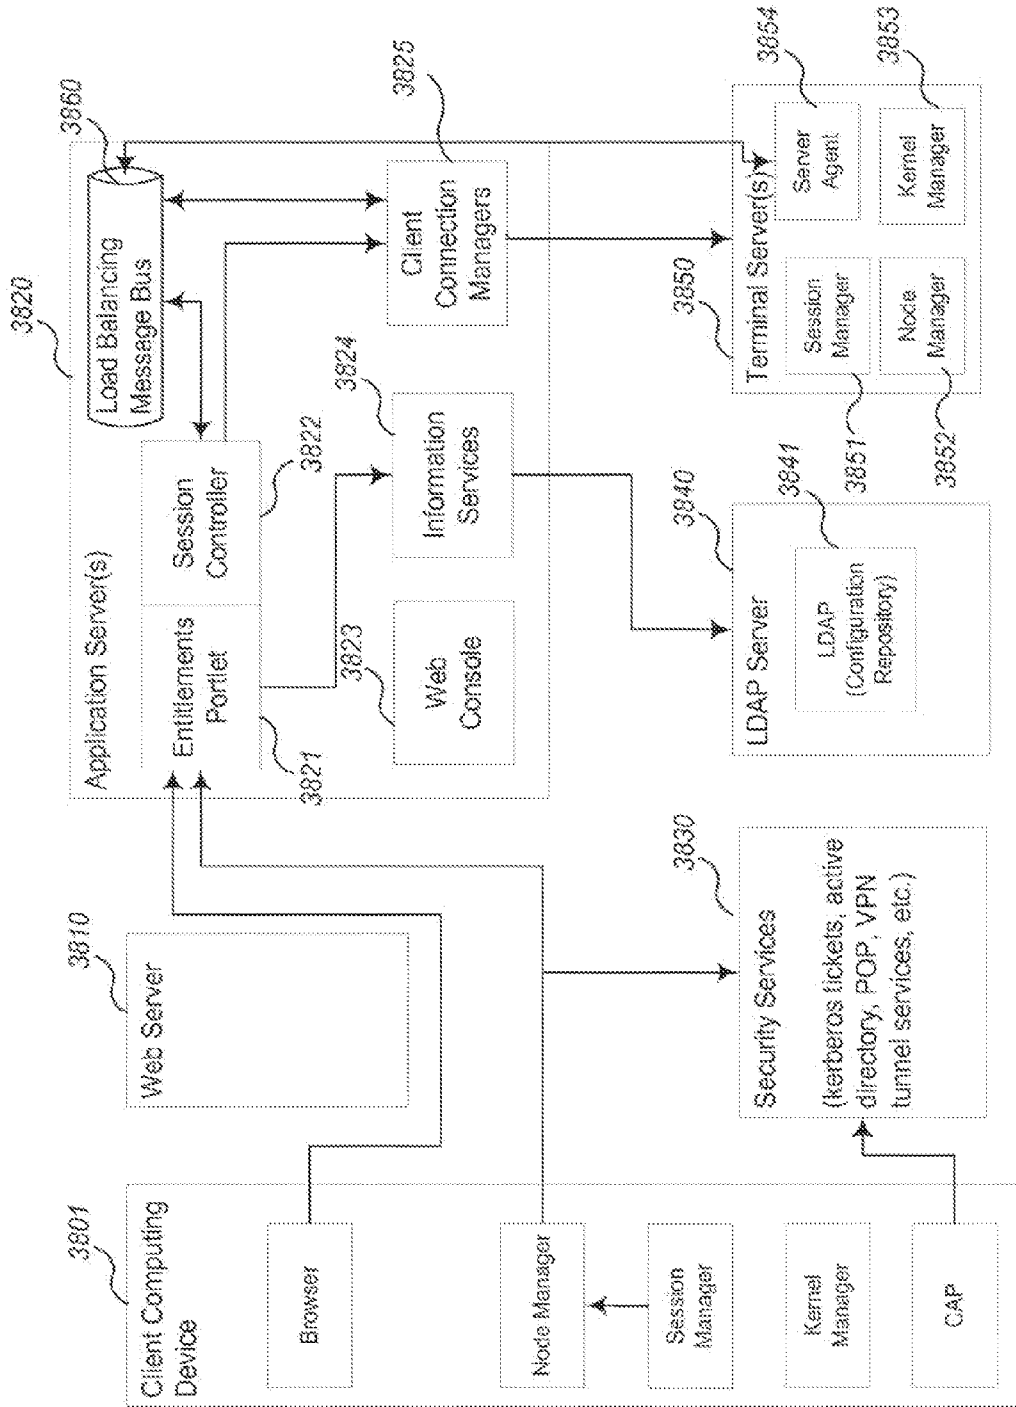 3801
Client Computing
Device
Browser
Node Manager
Session
Manager
Kernel
Manager
CAP
3810
Web Server
3830
Security Services
(kerberos tickets, active
directory, POP, VPN
tunnel services, etc.)
3820
Application Server(s)
Entitlements
Portlet
3821
Session
Controller
3822
Load Balancing
Message Bus
3860
3823
Web
Console
3824
Information
Services
3825
Client
Connection
Managers
3840
LDAP Server
3841
LDAP
(Configuration
Repository)
3850
Terminal Server(s)
Session
Manager
3851
Node
Manager
3852
Server
Agent
3854
Kernel
Manager
3853